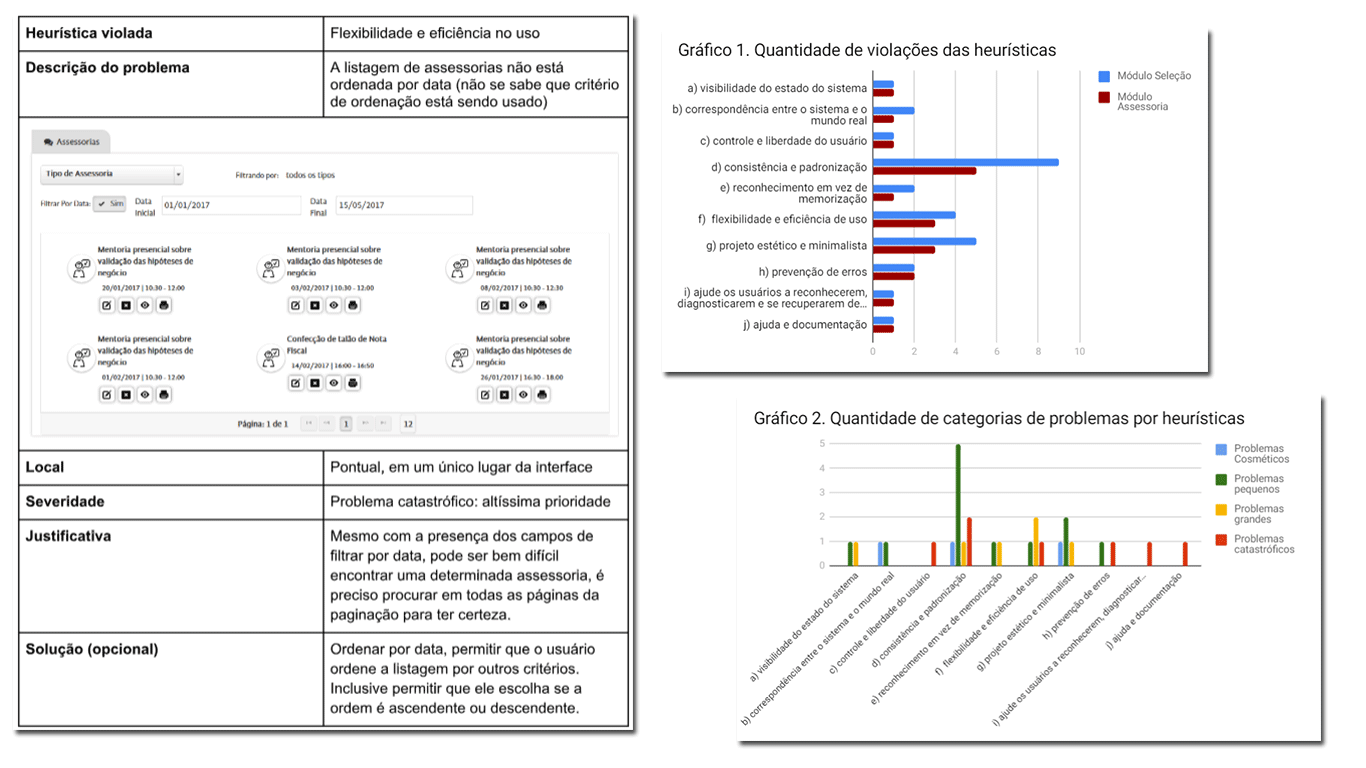 Heurística violada
Flexibilidade e eficiência no uso
Descrição do problema
A listagem de assessorias não está
ordenada por data (não se sabe que critério
de ordenação está sendo usado)
Assessorias
Tipo de Assessoria
Filtrando por: todos os tipos
Filtrar Por Data:
Sim
Data
Inicial
01/01/2017
Data
Final
15/05/2017
Mentoria presencial sobre
validação das hipóteses de
negócio
20/01/2017 | 10:30 - 12:00
Mentoria presencial sobre
validação das hipóteses de
negócio
03/02/2017 | 10:30 - 12:00
Mentoria presencial sobre
validação das hipóteses de
negócio
08/02/2017 | 10:30 - 12:30
Mentoria presencial sobre
validação das hipóteses de
negócio
01/02/2017 | 10:30 - 12:00
Confecção de talão de Nota
Fiscal
14/02/2017 | 16:00 - 16:50
Mentoria presencial sobre
validação das hipóteses de
negócio
26/01/2017 | 16:30 - 18:00
Página: 1 de 1
1
12
Local
Pontual, em um único lugar da interface
Severidade
Problema catastrófico: altíssima prioridade
Justificativa
Mesmo com a presença dos campos de
filtrar por data, pode ser bem difícil
encontrar uma determinada assessoria, é
preciso procurar em todas as páginas da
paginação para ter certeza.
Solução (opcional)
Ordenar por data, permitir que o usuário
ordene a listagem por outros critérios.
Inclusive permitir que ele escolha se a
ordem é ascendente ou descendente.
Gráfico 1. Quantidade de violações das heurísticas
a) visibilidade do estado do sistema
b) correspondência entre o sistema e o
mundo real
c) controle e liberdade do usuário
d) consistência e padronização
e) reconhecimento em vez de
memorização
f) flexibilidade e eficiência de uso
g) projeto estético e minimalista
h) prevenção de erros
i) ajude os usuários a reconhecerem,
diagnosticarem e se recuperarem de...
j) ajuda e documentação
0 2 4 6 8 10
Módulo Seleção
Módulo
Assessoria
Gráfico 2. Quantidade de categorias de problemas por heurísticas
5
4
3
2
1
0
a) visibilidade do estado do sistema
b) correspondência entre o sistema e o mundo real
c) controle e liberdade do usuário
d) consistência e padronização
e) reconhecimento em vez de memorização
f) flexibilidade e eficiência de uso
g) projeto estético e minimalista
h) prevenção de erros
i) ajude os usuários a reconhecerem, diagnosticar...
j) ajuda e documentação
Problemas
Cosméticos
Problemas
pequenos
Problemas
grandes
Problemas
catastróficos